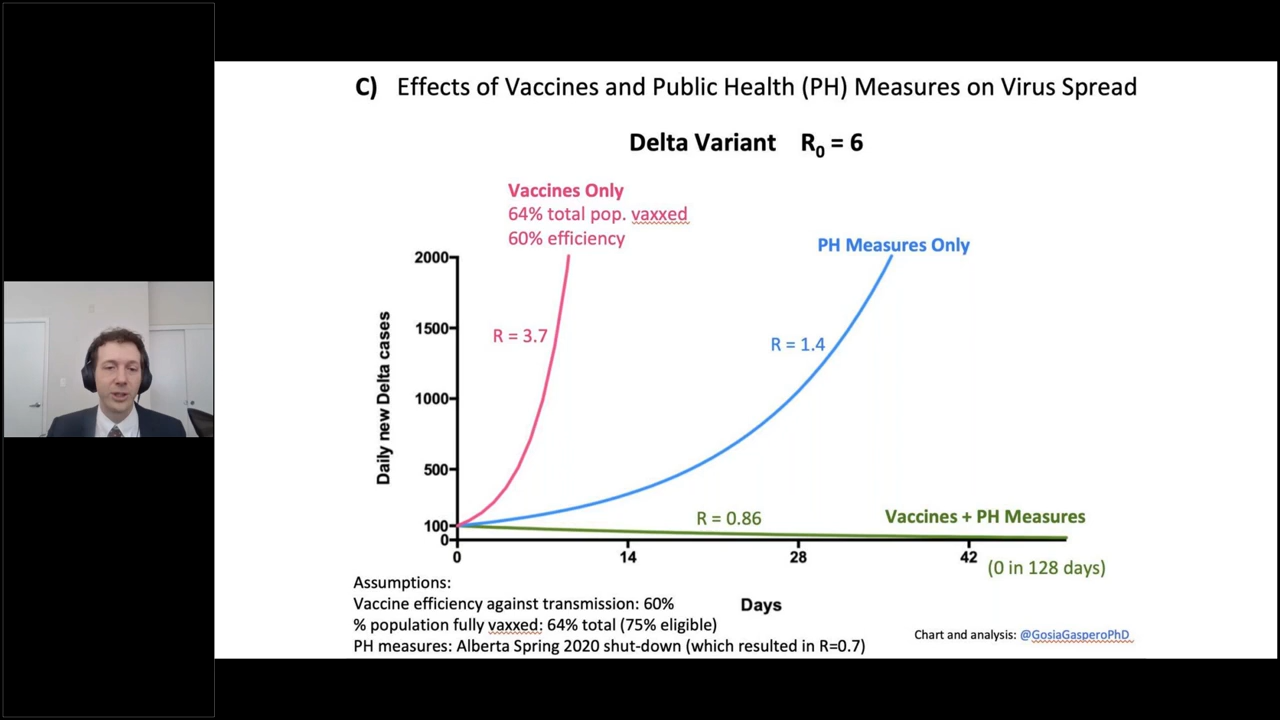 C) Effects of Vaccines and Public Health (PH) Measures on Virus Spread
Delta Variant R0 = 6
Vaccines Only
64% total pop. vaxxed
60% efficiency
PH Measures Only
2000
1500
1000
500
100
0
Daily new Delta cases
R = 3.7
R = 1.4
R = 0.86
Vaccines + PH Measures
0
14
28
42
(0 in 128 days)
Days
Assumptions:
Vaccine efficiency against transmission: 60%
% population fully vaxxed: 64% total (75% eligible)
PH measures: Alberta Spring 2020 shut-down (which resulted in R=0.7)
Chart and analysis: @GosiaGasperoPhD